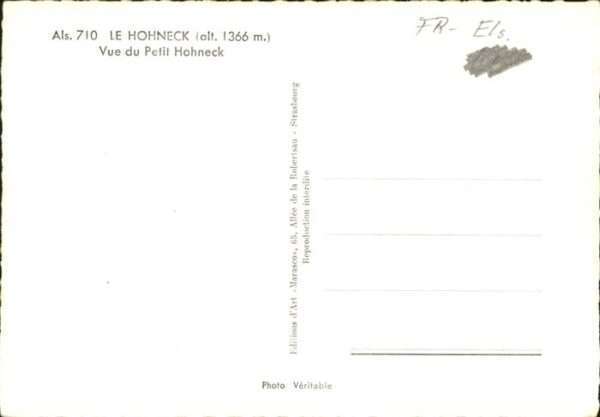 Als. 710 LE HOHNECK (alt. 1366 m.)
Vue du Petit Hohneck
FR- Els.
Editions d'Art «Marasco», 65, Allée de la Robertsau - Strasbourg
Reproduction interdite
Photo Véritable